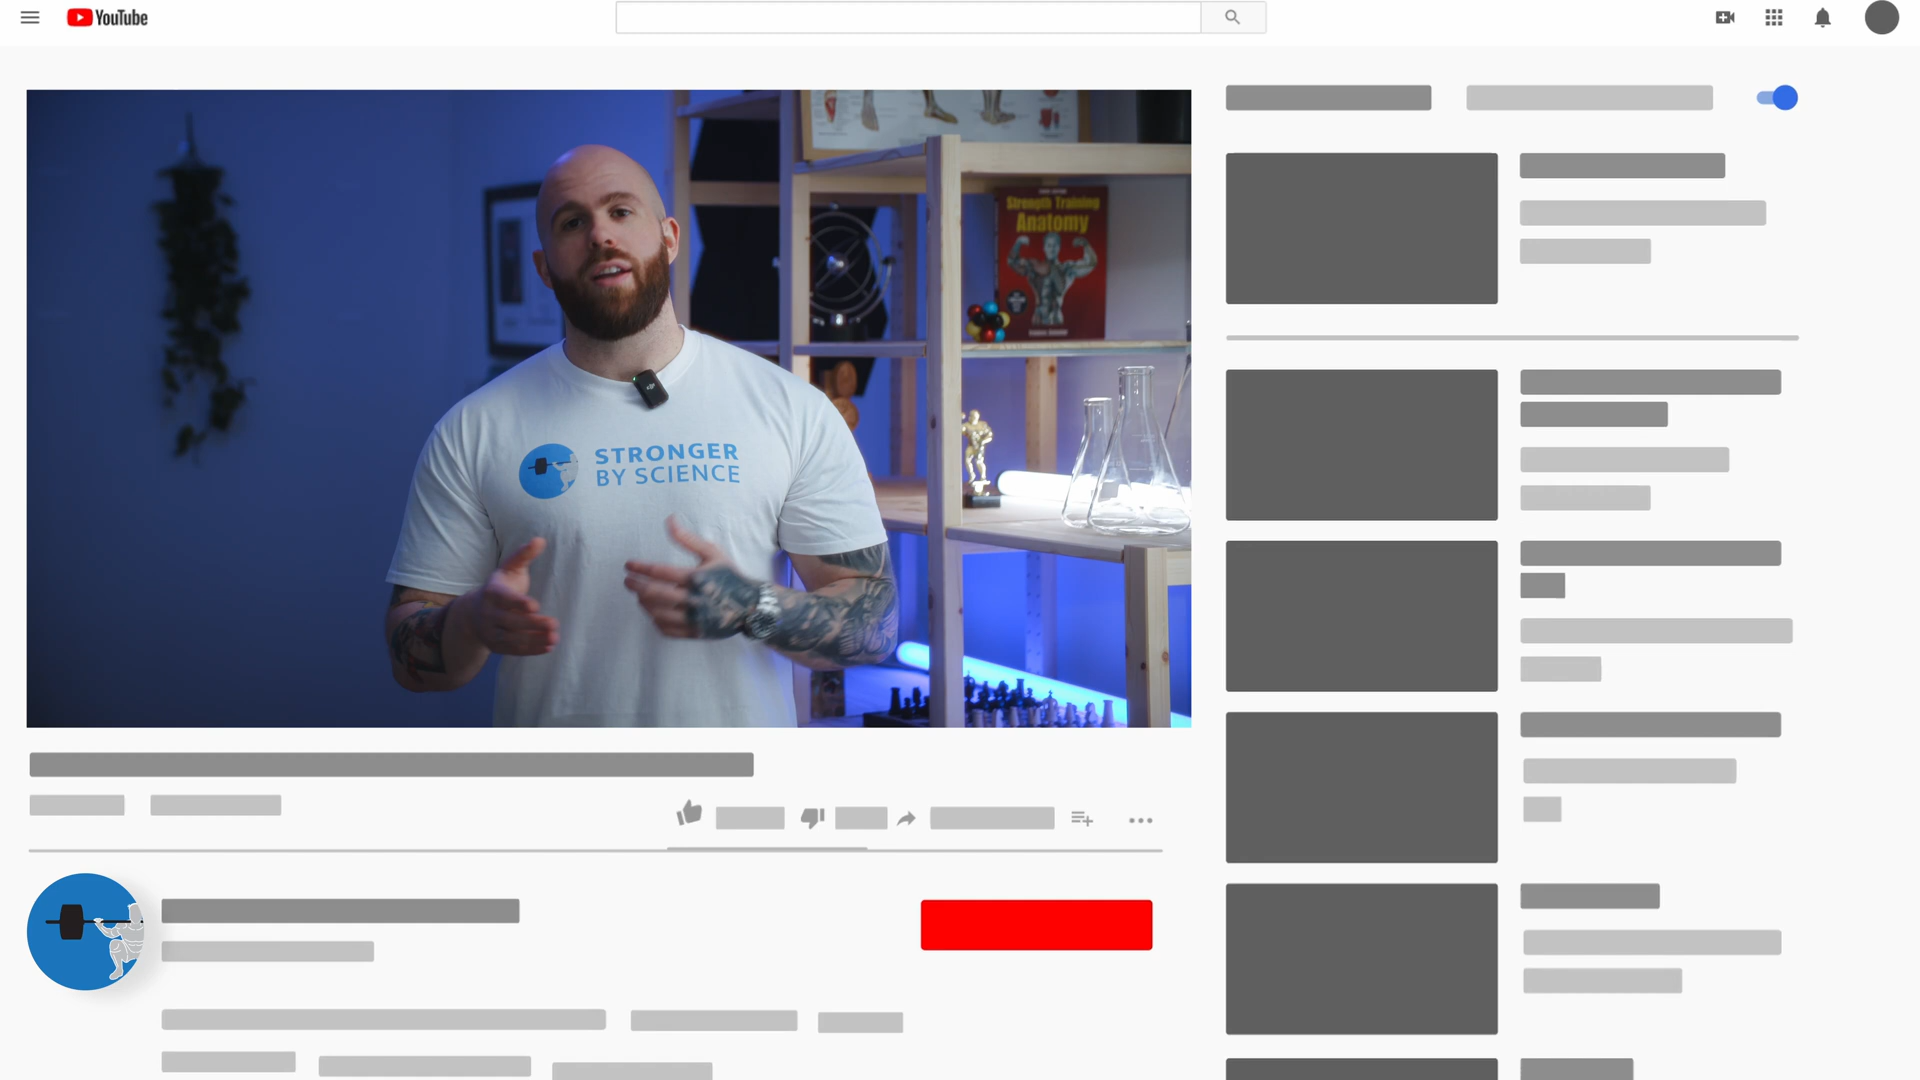 YouTube
Strength Training
Anatomy
STRONGER
BY SCIENCE